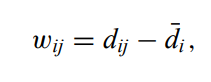 w_{ij} = d_{ij} - \bar{d}_i ,